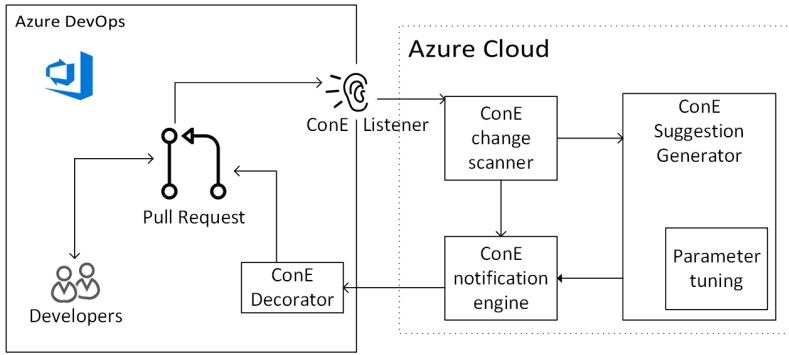 Azure DevOps
Azure Cloud
ConE Listener
ConE
change
scanner
ConE
Suggestion
Generator
Pull Request
ConE
Decorator
ConE
notification
engine
Parameter
tuning
Developers